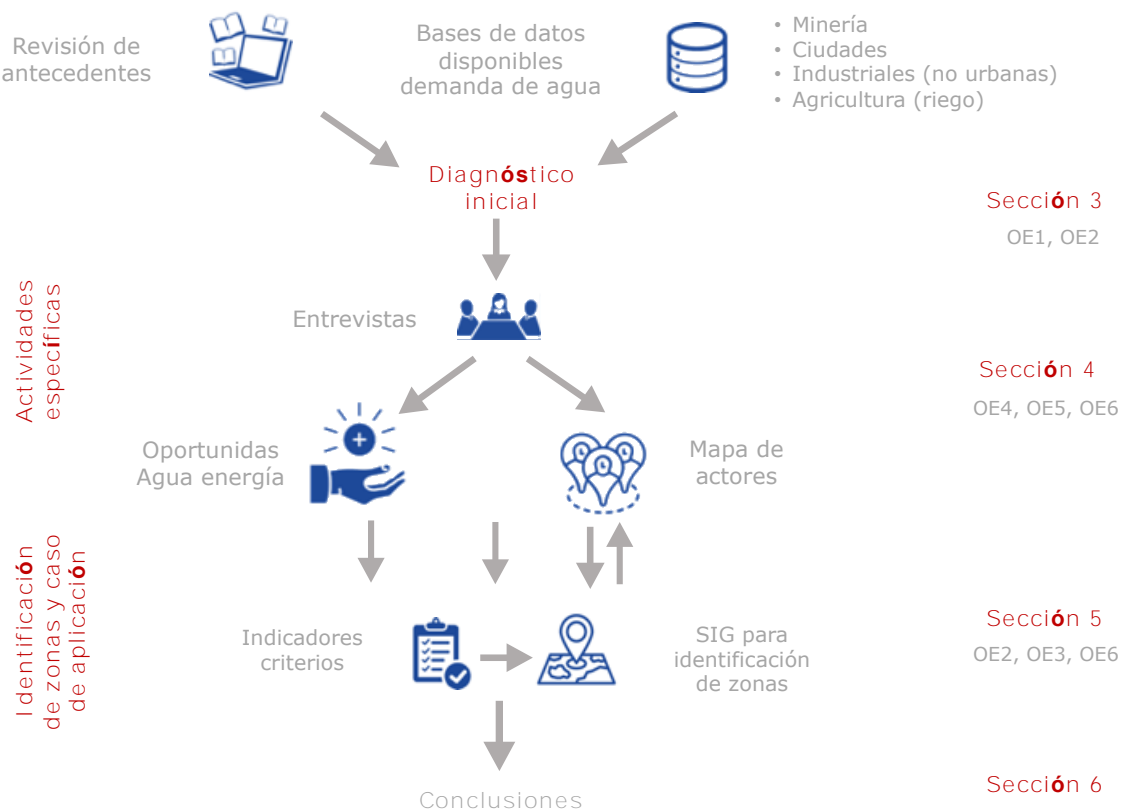 Revisión de
antecedentes
Bases de datos
disponibles
demanda de agua
• Minería
• Ciudades
• Industriales (no urbanas)
• Agricultura (riego)
Diagnóstico
inicial
Sección 3
OE1, OE2
Actividades
específicas
Entrevistas
Sección 4
OE4, OE5, OE6
Oportunidas
Agua energía
Mapa de
actores
Identificación
de zonas y caso
de aplicación
Indicadores
criterios
SIG para
identificación
de zonas
Sección 5
OE2, OE3, OE6
Conclusiones
Sección 6